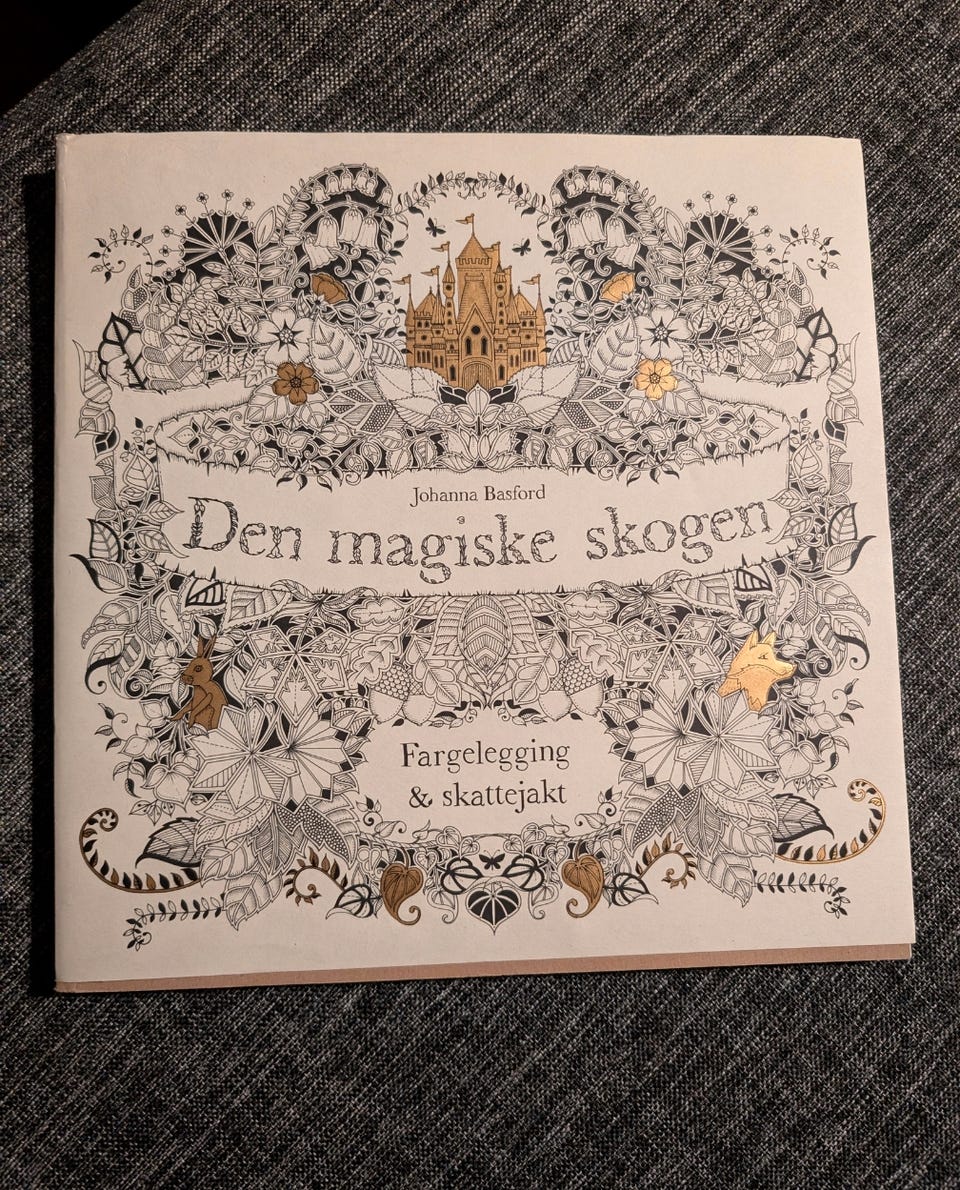 Johanna Basford
Den magiske skogen
Fargelegging
& skattejakt